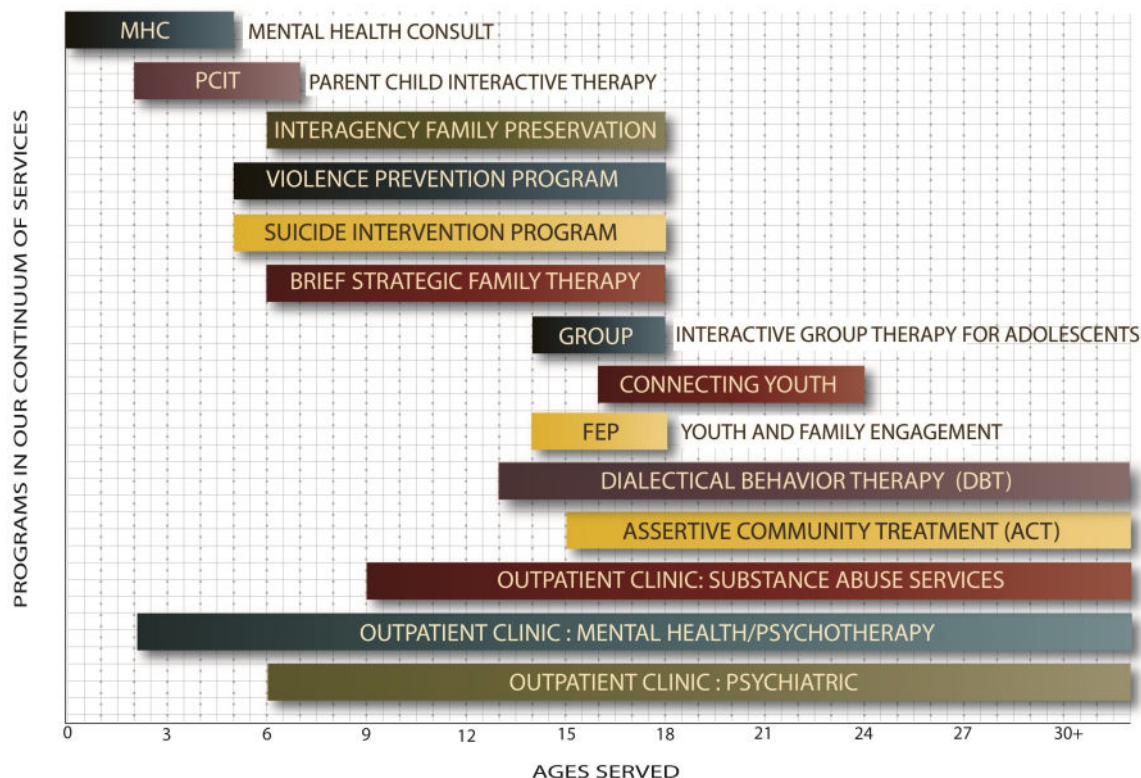 MHC MENTAL HEALTH CONSULT
PCIT PARENT CHILD INTERACTIVE THERAPY
INTERAGENCY FAMILY PRESERVATION
VIOLENCE PREVENTION PROGRAM
SUICIDE INTERVENTION PROGRAM
BRIEF STRATEGIC FAMILY THERAPY
GROUP INTERACTIVE GROUP THERAPY FOR ADOLESCENTS
CONNECTING YOUTH
FEP YOUTH AND FAMILY ENGAGEMENT
DIALECTICAL BEHAVIOR THERAPY (DBT)
ASSERTIVE COMMUNITY TREATMENT (ACT)
OUTPATIENT CLINIC: SUBSTANCE ABUSE SERVICES
OUTPATIENT CLINIC : MENTAL HEALTH/PSYCHOTHERAPY
OUTPATIENT CLINIC : PSYCHIATRIC
PROGRAMS IN OUR CONTINUUM OF SERVICES
0 3 6 9 12 15 18 21 24 27 30+
AGES SERVED